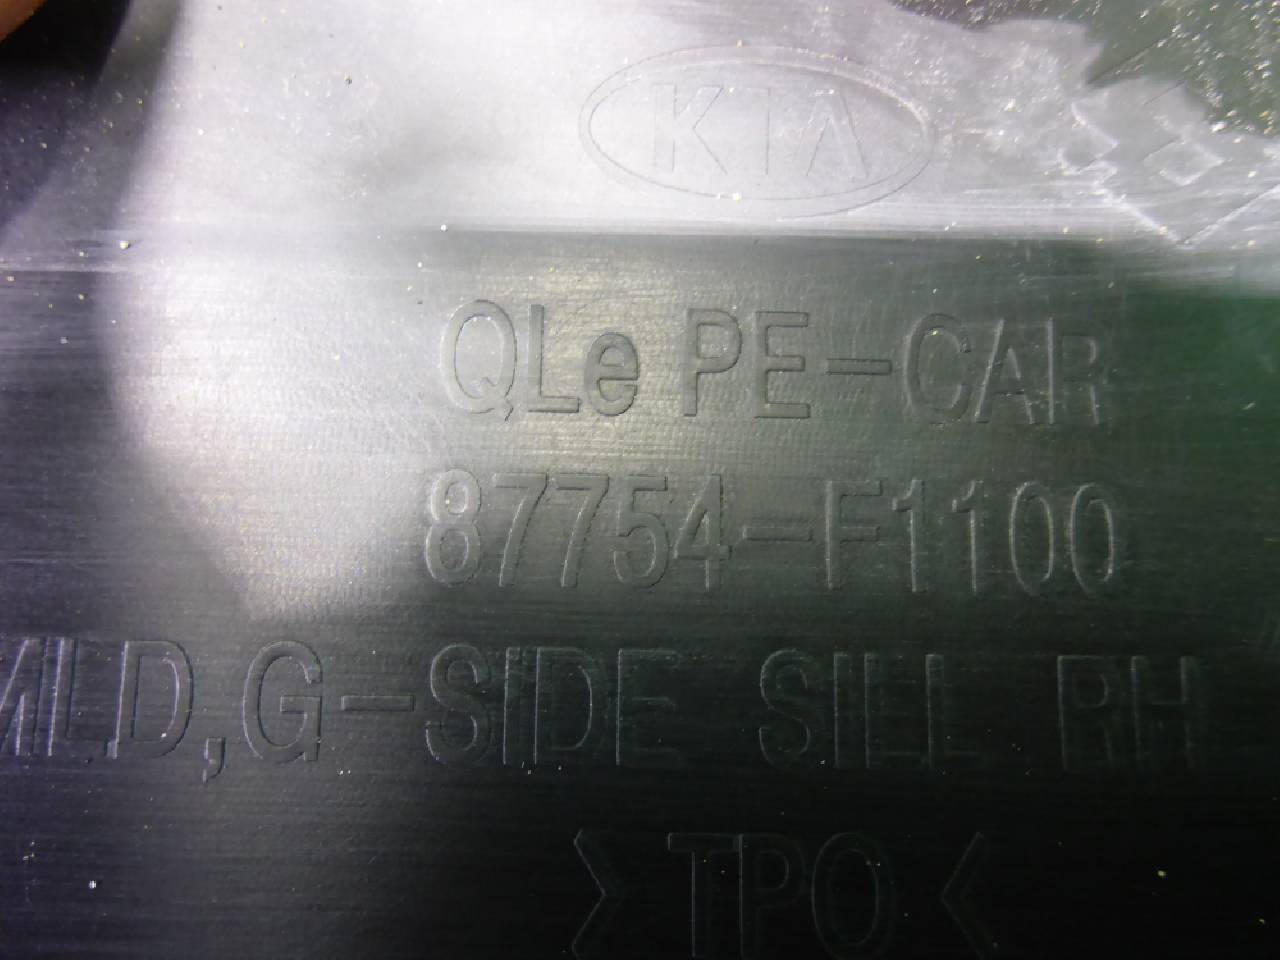 KIA
QLe PE-CAR
87754-F1100
MLD,G-SIDE SILL RH
>TPO<